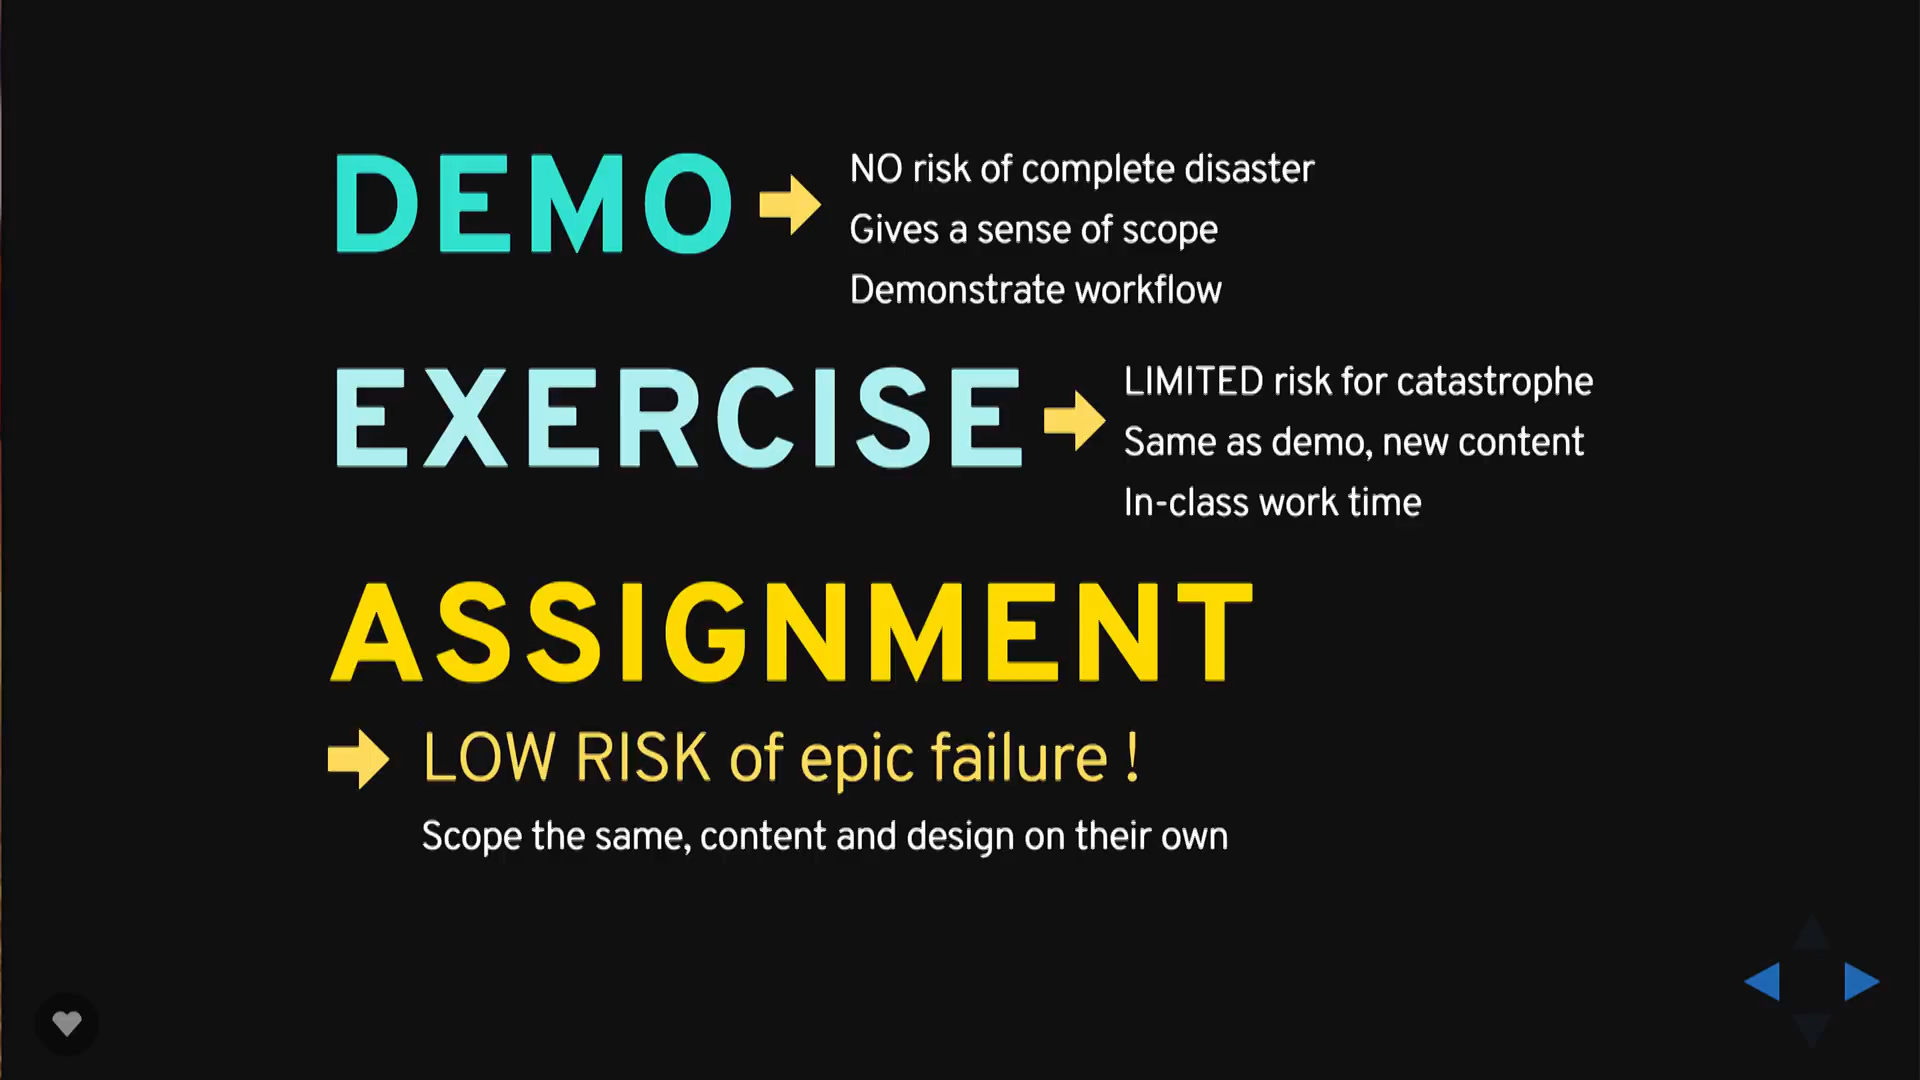 DEMO
NO risk of complete disaster
Gives a sense of scope
Demonstrate workflow
EXERCISE
LIMITED risk for catastrophe
Same as demo, new content
In-class work time
ASSIGNMENT
LOW RISK of epic failure !
Scope the same, content and design on their own